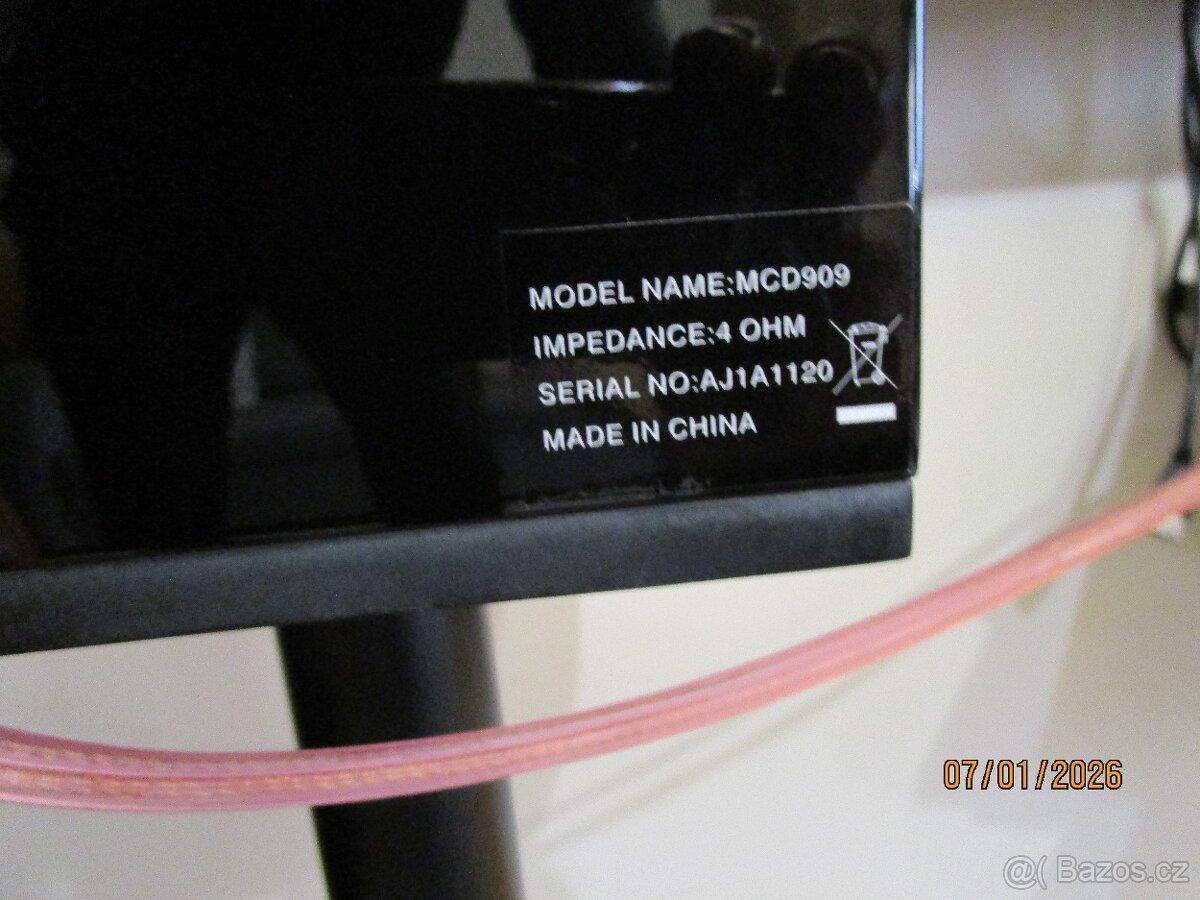 MODEL NAME:MCD909
IMPEDANCE:4 OHM
SERIAL NO:AJ1A1120
MADE IN CHINA
07/01/2026
@( Bazos.cz